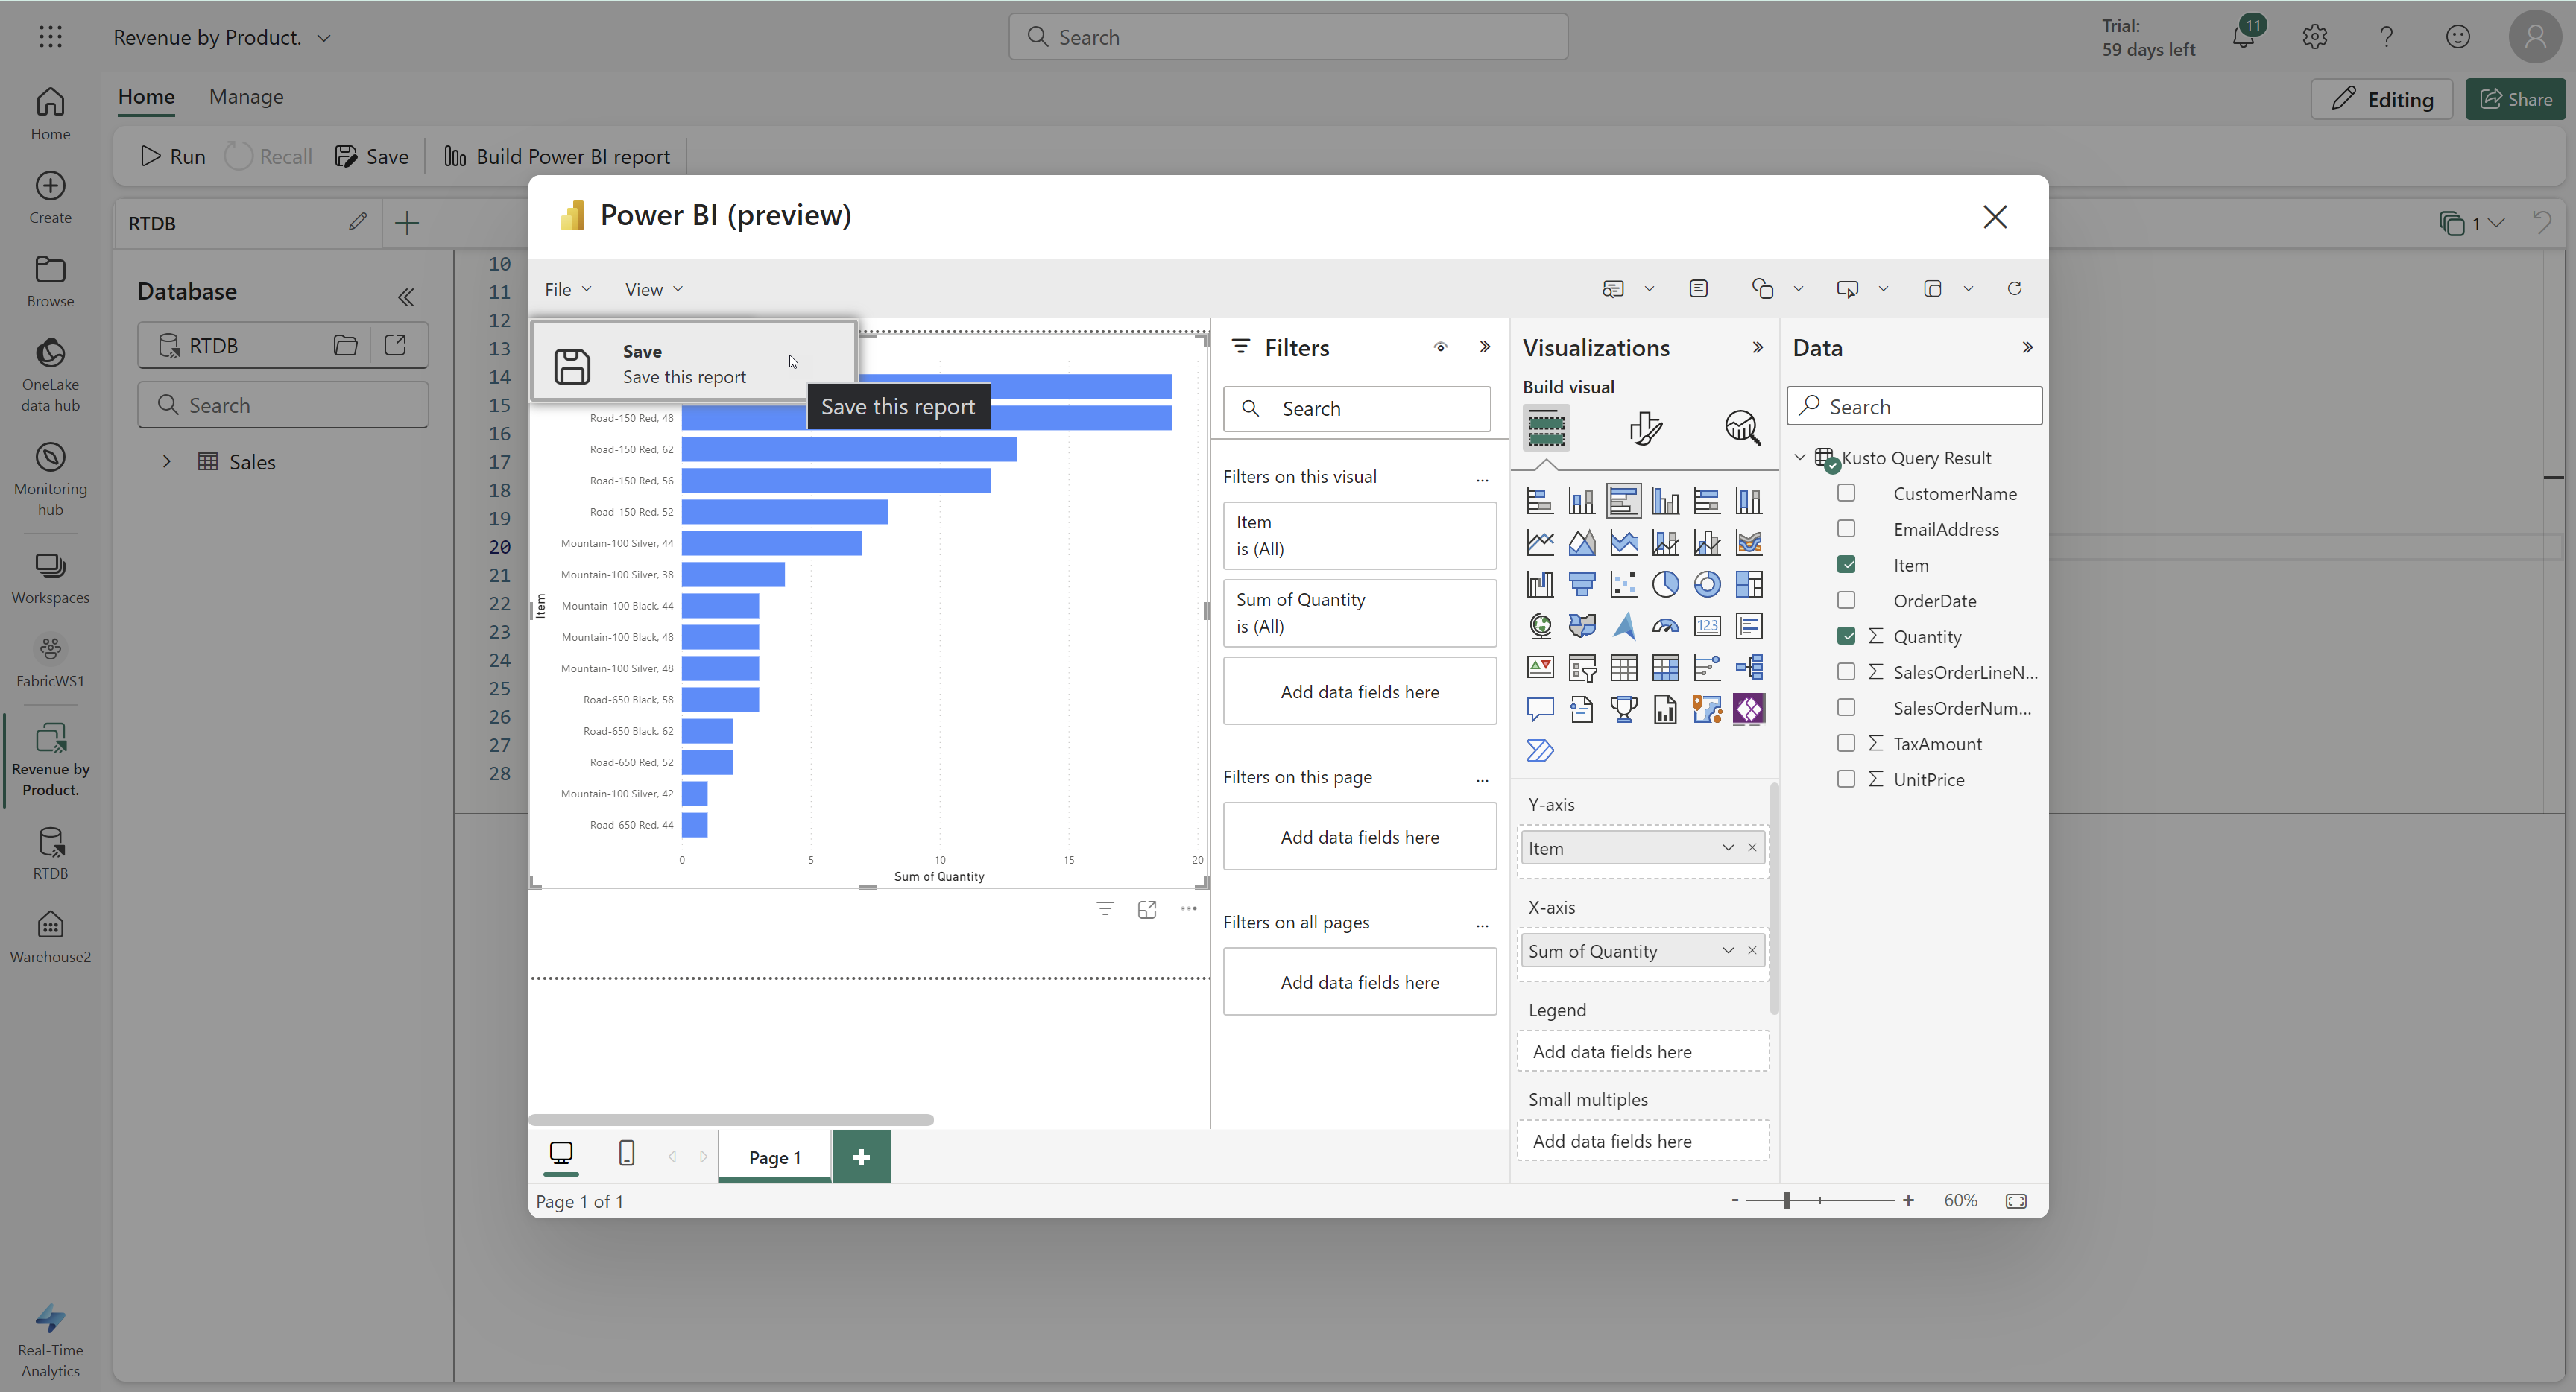 Revenue by Product.
Search
Trial:
59 days left
11
Home
Manage
Editing
Share
Run
Recall
Save
Build Power BI report
Home
Create
Browse
OneLake
data hub
Monitoring
hub
Workspaces
FabricWS1
Revenue by
Product.
RTDB
Warehouse2
Real-Time
Analytics
RTDB
1
Database
RTDB
Search
Sales
10
11
12
13
14
15
16
17
18
19
20
21
22
23
24
25
26
27
28
Power BI (preview)
File
View
Save
Save this report
Save this report
Item
Road-150 Red, 48
Road-150 Red, 62
Road-150 Red, 56
Road-150 Red, 52
Mountain-100 Silver, 44
Mountain-100 Silver, 38
Mountain-100 Black, 44
Mountain-100 Black, 48
Mountain-100 Silver, 48
Road-650 Black, 58
Road-650 Black, 62
Road-650 Red, 52
Mountain-100 Silver, 42
Road-650 Red, 44
0
5
10
15
20
Sum of Quantity
Filters
Search
Filters on this visual
...
Item
is (All)
Sum of Quantity
is (All)
Add data fields here
Filters on this page
...
Add data fields here
Filters on all pages
...
Add data fields here
Visualizations
Build visual
123
Y-axis
Item
X-axis
Sum of Quantity
Legend
Add data fields here
Small multiples
Add data fields here
Data
Search
Kusto Query Result
CustomerName
EmailAddress
Item
OrderDate
Σ Quantity
Σ SalesOrderLineN...
SalesOrderNum...
Σ TaxAmount
Σ UnitPrice
Page 1
Page 1 of 1
- + 60%